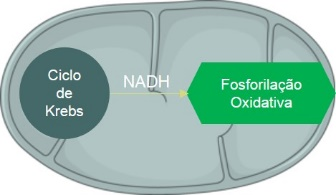 Ciclo
de
Krebs
NADH
Fosforilação
Oxidativa